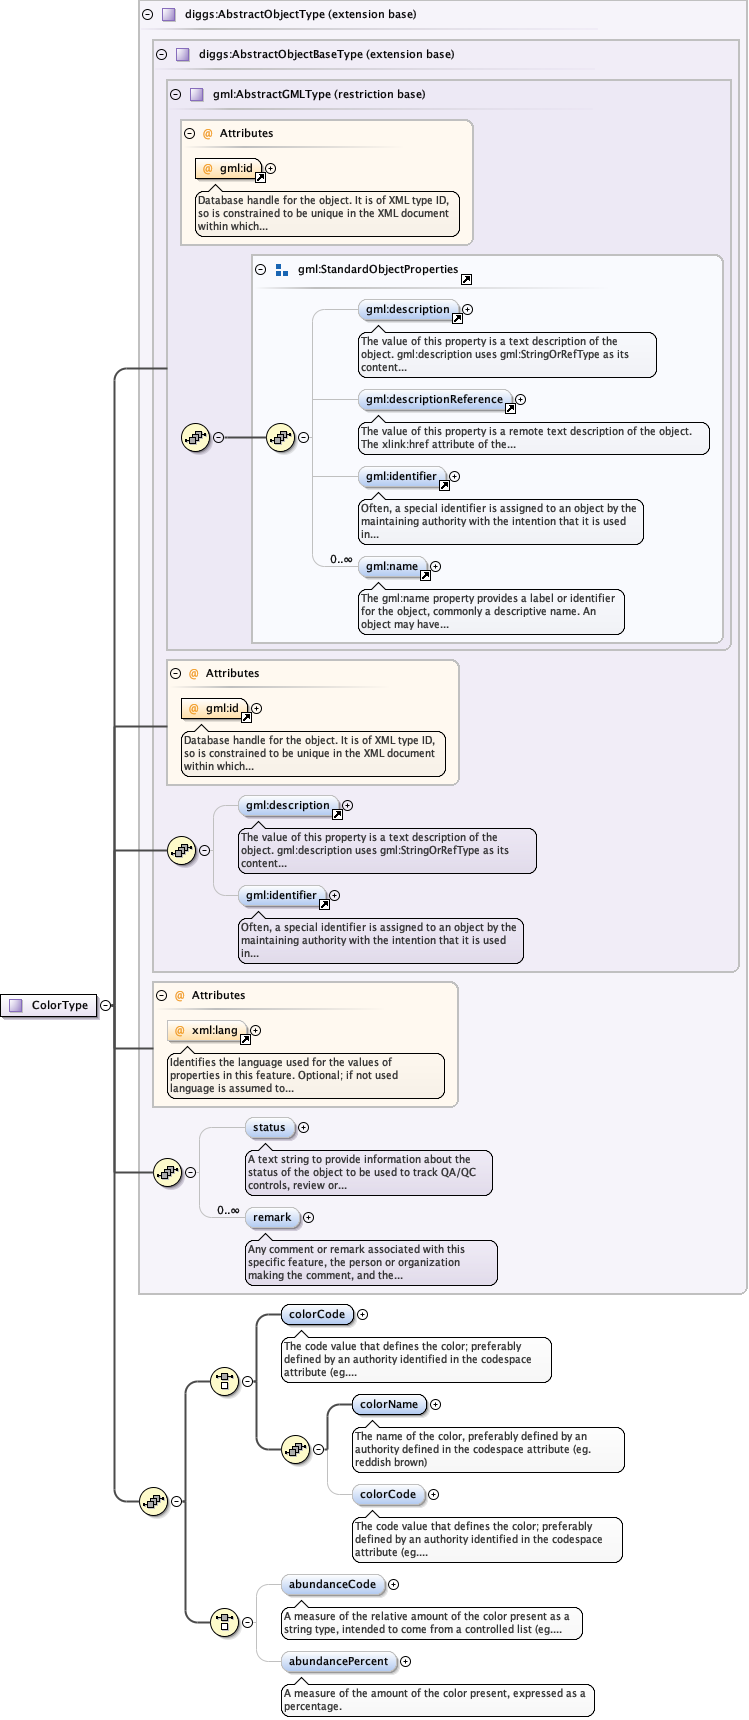 diggs:AbstractObjectType (extension base)
diggs:AbstractObjectBaseType (extension base)
gml:AbstractGMLType (restriction base)
@ Attributes
@ gml:id
Database handle for the object. It is of XML type ID,
so is constrained to be unique in the XML document
within which...
gml:StandardObjectProperties
gml:description
The value of this property is a text description of the
object. gml:description uses gml:StringOrRefType as its
content...
gml:descriptionReference
The value of this property is a remote text description of the object.
The xlink:href attribute of the...
gml:identifier
Often, a special identifier is assigned to an object by the
maintaining authority with the intention that it is used
in...
0..∞
gml:name
The gml:name property provides a label or identifier
for the object, commonly a descriptive name. An
object may have...
@ Attributes
@ gml:id
Database handle for the object. It is of XML type ID,
so is constrained to be unique in the XML document
within which...
gml:description
The value of this property is a text description of the
object. gml:description uses gml:StringOrRefType as its
content...
gml:identifier
Often, a special identifier is assigned to an object by the
maintaining authority with the intention that it is used
in...
ColorType
@ Attributes
@ xml:lang
Identifies the language used for the values of
properties in this feature. Optional; if not used
language is assumed to...
status
A text string to provide information about the
status of the object to be used to track QA/QC
controls, review or...
0..∞
remark
Any comment or remark associated with this
specific feature, the person or organization
making the comment, and the...
colorCode
The code value that defines the color; preferably
defined by an authority identified in the codespace
attribute (eg....
colorName
The name of the color, preferably defined by an
authority defined in the codespace attribute (eg.
reddish brown)
colorCode
The code value that defines the color; preferably
defined by an authority identified in the codespace
attribute (eg....
abundanceCode
A measure of the relative amount of the color present as a
string type, intended to come from a controlled list (eg....
abundancePercent
A measure of the amount of the color present, expressed as a
percentage.